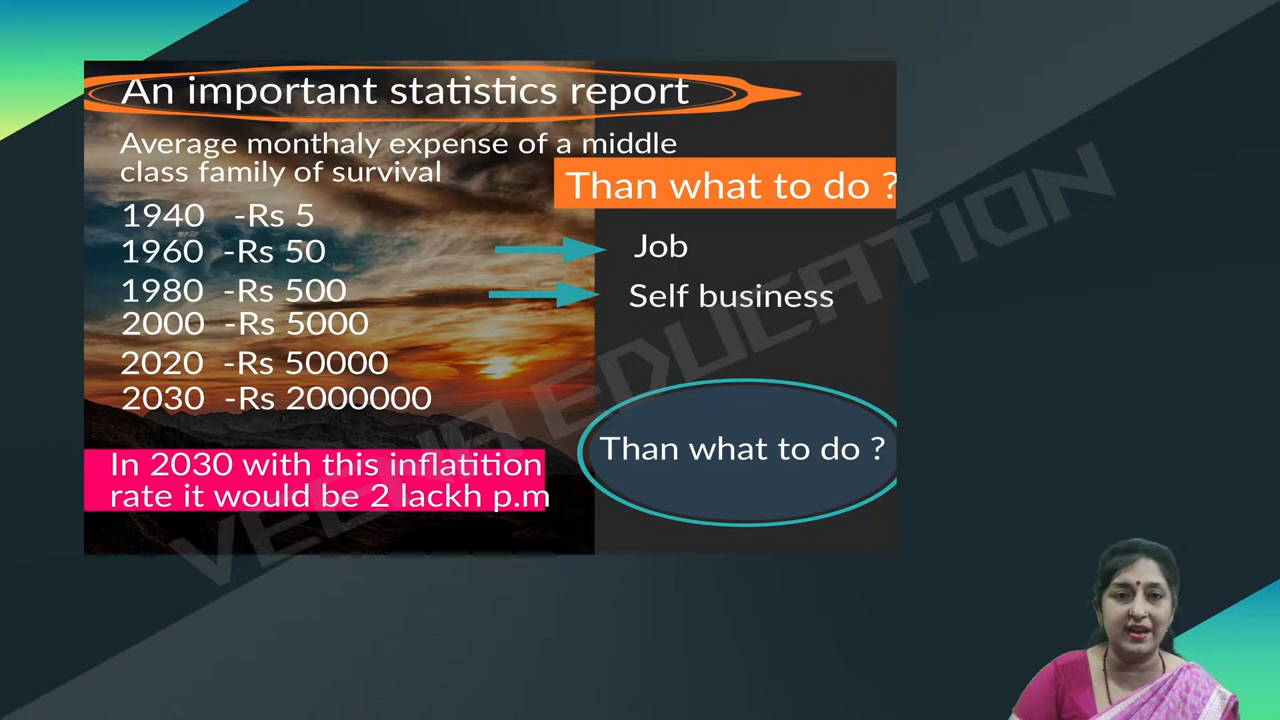 An important statistics report
Average monthaly expense of a middle
class family of survival
1940 -Rs 5
1960 -Rs 50
1980 -Rs 500
2000 -Rs 5000
2020 -Rs 50000
2030 -Rs 2000000
In 2030 with this inflatition
rate it would be 2 lackh p.m
Than what to do ?
Job
Self business
Than what to do ?
VEENA EDUCATION